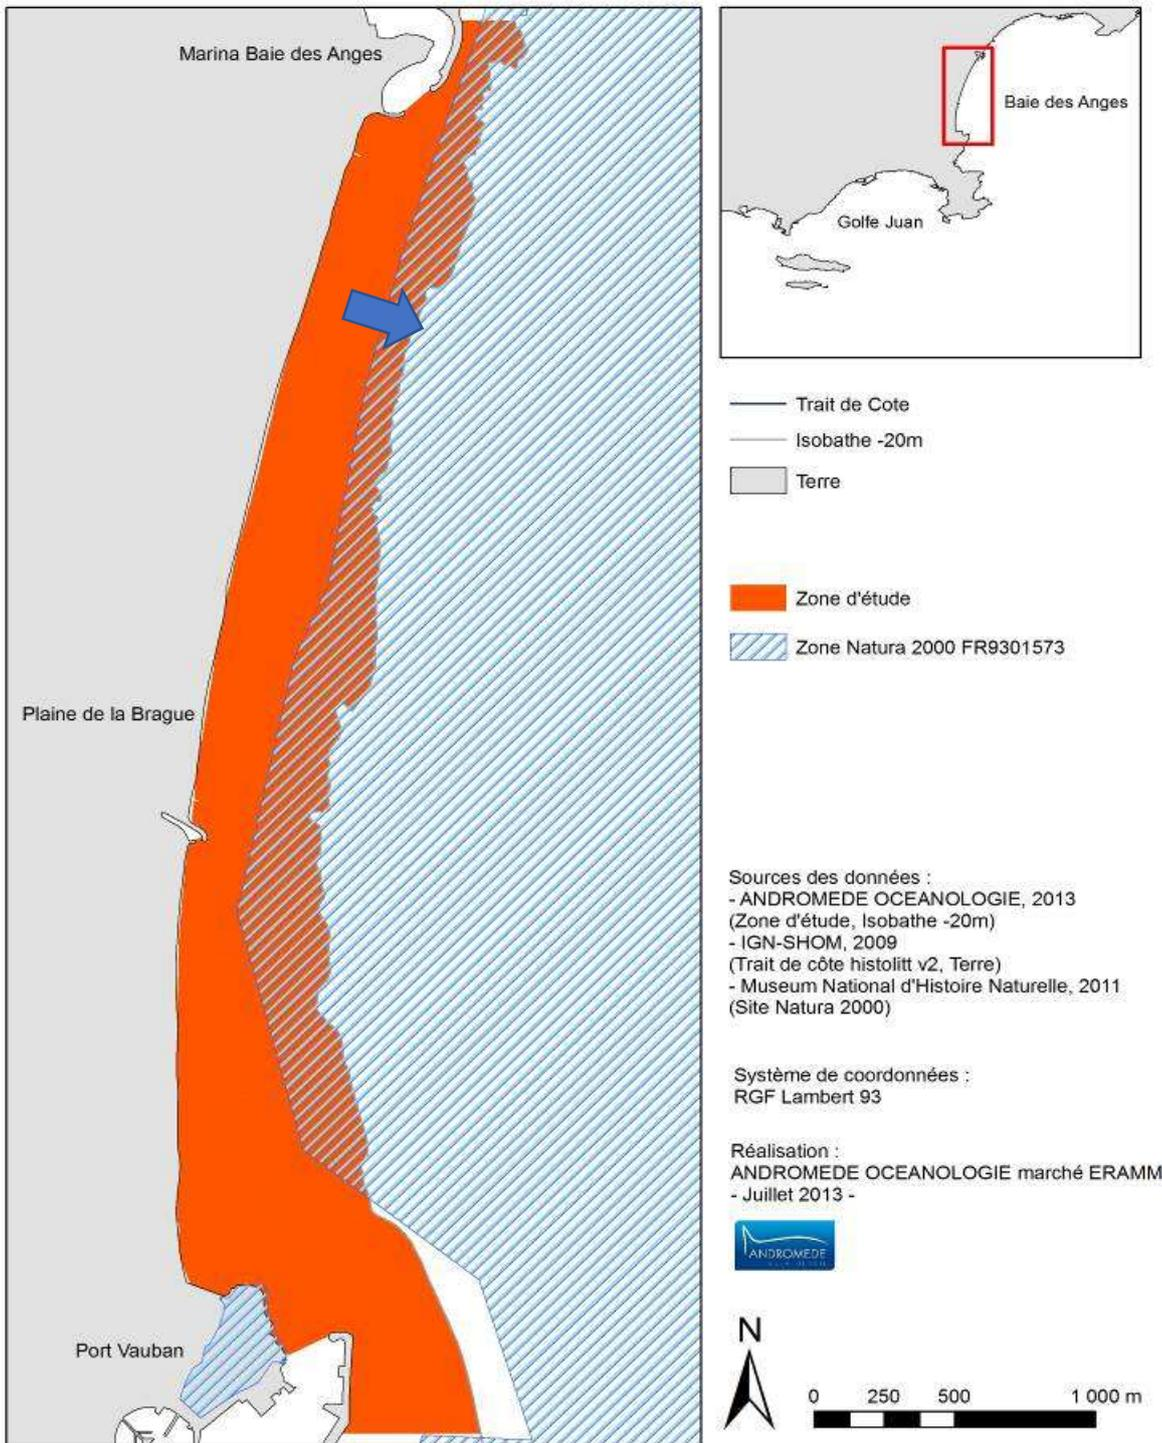 Marina Baie des Anges
Plaine de la Brague
Port Vauban
Baie des Anges
Golfe Juan
Trait de Cote
Isobathe -20m
Terre
Zone d'étude
Zone Natura 2000 FR9301573
Sources des données :
- ANDROMEDE OCEANOLOGIE, 2013
(Zone d'étude, Isobathe -20m)
- IGN-SHOM, 2009
(Trait de côte histolitt v2, Terre)
- Museum National d'Histoire Naturelle, 2011
(Site Natura 2000)
Système de coordonnées :
RGF Lambert 93
Réalisation :
ANDROMEDE OCEANOLOGIE marché ERAMM
- Juillet 2013 -
ANDROMEDE
N
0 250 500 1 000 m